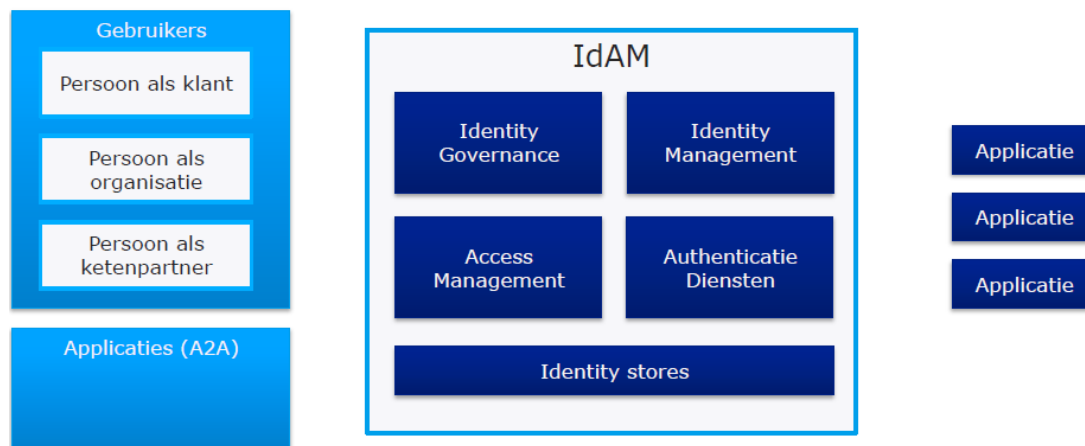 Gebruikers
Persoon als klant
Persoon als
organisatie
Persoon als
ketenpartner
Applicaties (A2A)
IdAM
Identity
Governance
Identity
Management
Access
Management
Authenticatie
Diensten
Identity stores
Applicatie
Applicatie
Applicatie